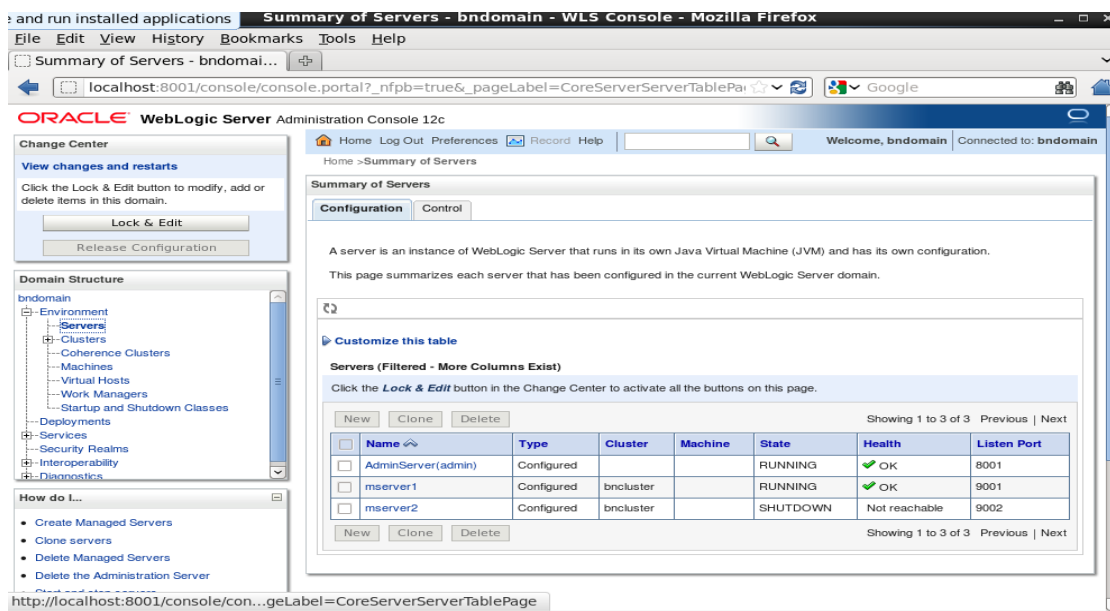 e and run installed applications
Summary of Servers - bndomain - WLS Console - Mozilla Firefox
File Edit View History Bookmarks Tools Help
Summary of Servers - bndomai...
localhost:8001/console/console.portal?_nfpb=true&_pageLabel=CoreServerServerTablePa
Google
ORACLE WebLogic Server Administration Console 12c
Change Center
View changes and restarts
Click the Lock & Edit button to modify, add or
delete items in this domain.
Lock & Edit
Release Configuration
Domain Structure
bndomain
Environment
Servers
Clusters
Coherence Clusters
Machines
Virtual Hosts
Work Managers
Startup and Shutdown Classes
Deployments
Services
Security Realms
Interoperability
Diagnostics
How do I...
Create Managed Servers
Clone servers
Delete Managed Servers
Delete the Administration Server
Start and stop servers
Home Log Out Preferences Record Help
Welcome, bndomain Connected to: bndomain
Home >Summary of Servers
Summary of Servers
Configuration Control
A server is an instance of WebLogic Server that runs in its own Java Virtual Machine (JVM) and has its own configuration.
This page summarizes each server that has been configured in the current WebLogic Server domain.
Customize this table
Servers (Filtered - More Columns Exist)
Click the Lock & Edit button in the Change Center to activate all the buttons on this page.
New Clone Delete Showing 1 to 3 of 3 Previous | Next
Name Type Cluster Machine State Health Listen Port
AdminServer(admin) Configured RUNNING OK 8001
mserver1 Configured bncluster RUNNING OK 9001
mserver2 Configured bncluster SHUTDOWN Not reachable 9002
New Clone Delete Showing 1 to 3 of 3 Previous | Next
http://localhost:8001/console/con...geLabel=CoreServerServerTablePage